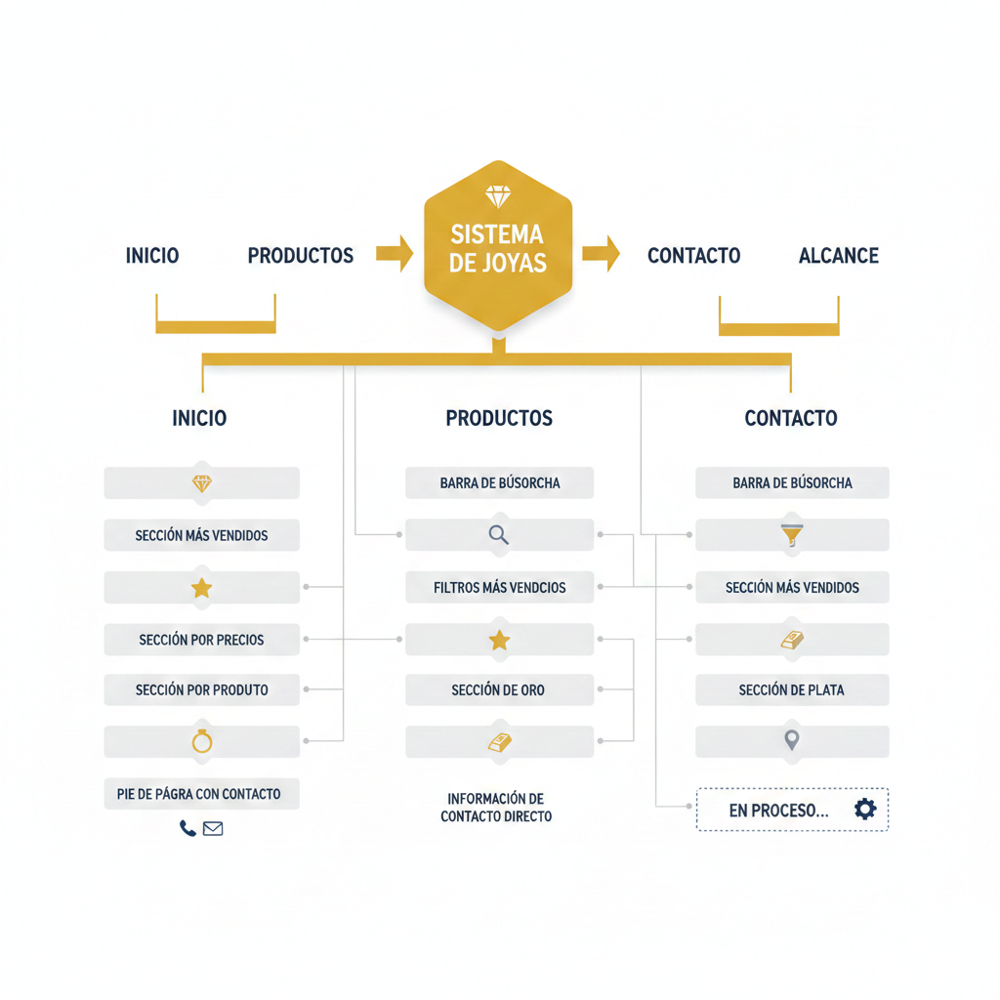 SISTEMA
DE JOYAS
INICIO
PRODUCTOS
CONTACTO
ALCANCE
INICIO
SECCIÓN MÁS VENDIDOS
SECCIÓN POR PRECIOS
SECCIÓN POR PRODUTO
PIE DE PÁGRA CON CONTACTO
PRODUCTOS
BARRA DE BÚSORCHA
FILTROS MÁS VENDCIOS
SECCIÓN DE ORO
INFORMACIÓN DE
CONTACTO DIRECTO
CONTACTO
BARRA DE BÚSORCHA
SECCIÓN MÁS VENDIDOS
SECCIÓN DE PLATA
EN PROCESO...